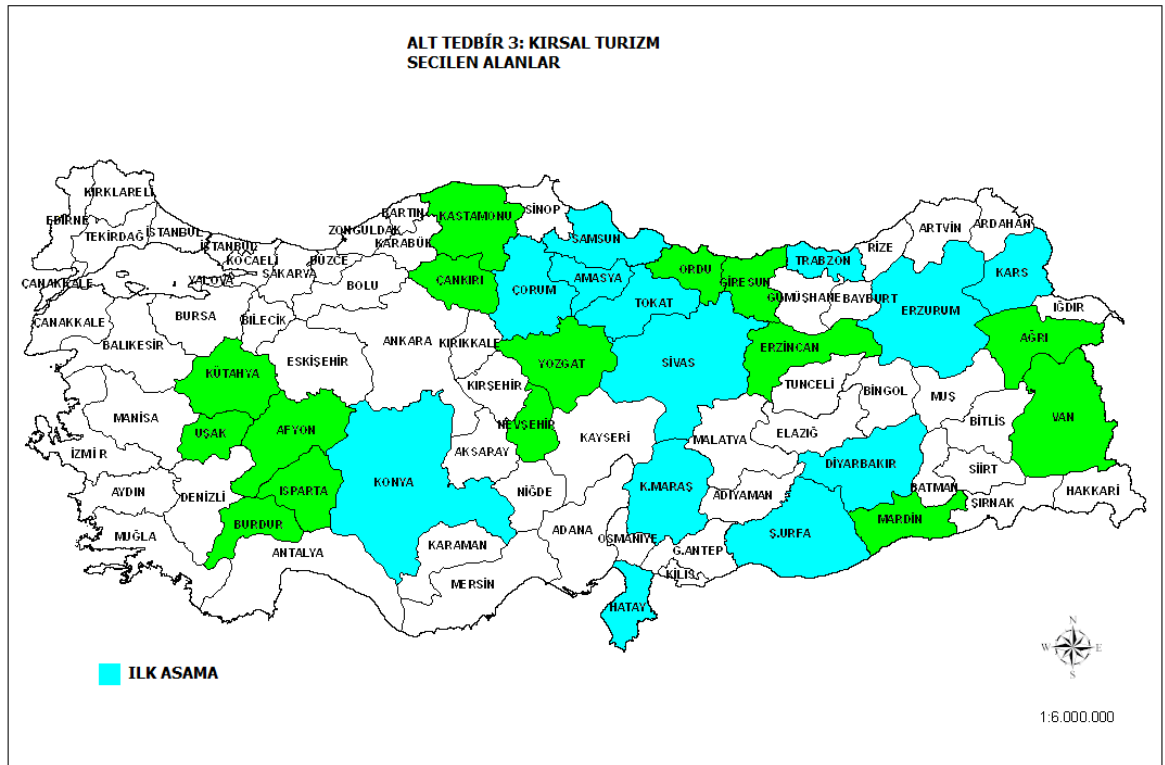 ALT TEDBİR 3: KIRSAL TURIZM
SECILEN ALANLAR
KIRKLARELİ
EDİRNE
TEKİRDAĞ
İSTANBUL
İSTANBUL
KOCAELİ
YALOVA
SAKARYA
DÜZCE
ZONGULDAK
BARTIN
KARABÜK
KASTAMONU
SİNOP
SAMSUN
ÇANKIRI
ÇORUM
AMASYA
TOKAT
ORDU
GİRESUN
TRABZON
RİZE
ARTVİN
ARDAHAN
KARS
GÜMÜŞHANE
BAYBURT
ERZURUM
IĞDIR
AĞRI
ÇANAKKALE
ÇANAKKALE
BALIKESİR
BURSA
BİLECİK
BOLU
ESKİŞEHİR
ANKARA
KIRIKKALE
KIRŞEHİR
YOZGAT
SİVAS
ERZİNCAN
TUNCELİ
BİNGOL
MUŞ
BİTLİS
VAN
KÜTAHYA
MANİSA
UŞAK
AFYON
İZMİ R
AYDIN
DENİZLİ
ISPARTA
BURDUR
MUĞLA
ANTALYA
KONYA
AKSARAY
NEVŞEHİR
KAYSERİ
NİĞDE
KARAMAN
MERSİN
ADANA
MALATYA
ELAZIĞ
K.MARAŞ
ADIYAMAN
DİYARBAKIR
BATMAN
SİİRT
ŞIRNAK
HAKKARİ
MARDİN
Ş.URFA
OSMANİYE
G.ANTEP
KİLİS
HATAY
ILK ASAMA
N
W
E
S
1:6.000.000